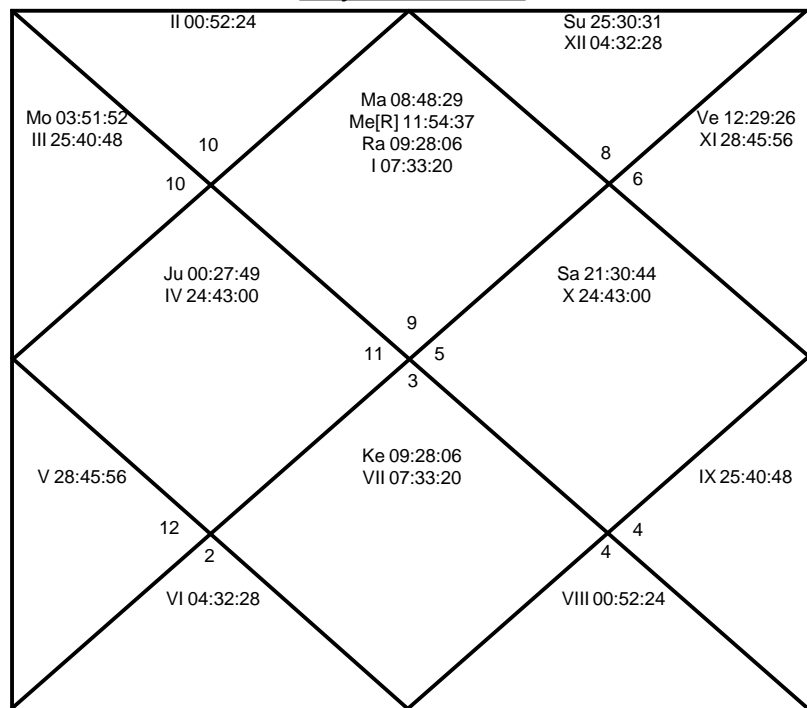 II 00:52:24
Su 25:30:31
XII 04:32:28
Mo 03:51:52
III 25:40:48
Ma 08:48:29
Me[R] 11:54:37
Ra 09:28:06
I 07:33:20
Ve 12:29:26
XI 28:45:56
10
8
10
6
Ju 00:27:49
IV 24:43:00
Sa 21:30:44
X 24:43:00
9
11
5
3
V 28:45:56
Ke 09:28:06
VII 07:33:20
IX 25:40:48
12
4
2
4
VI 04:32:28
VIII 00:52:24